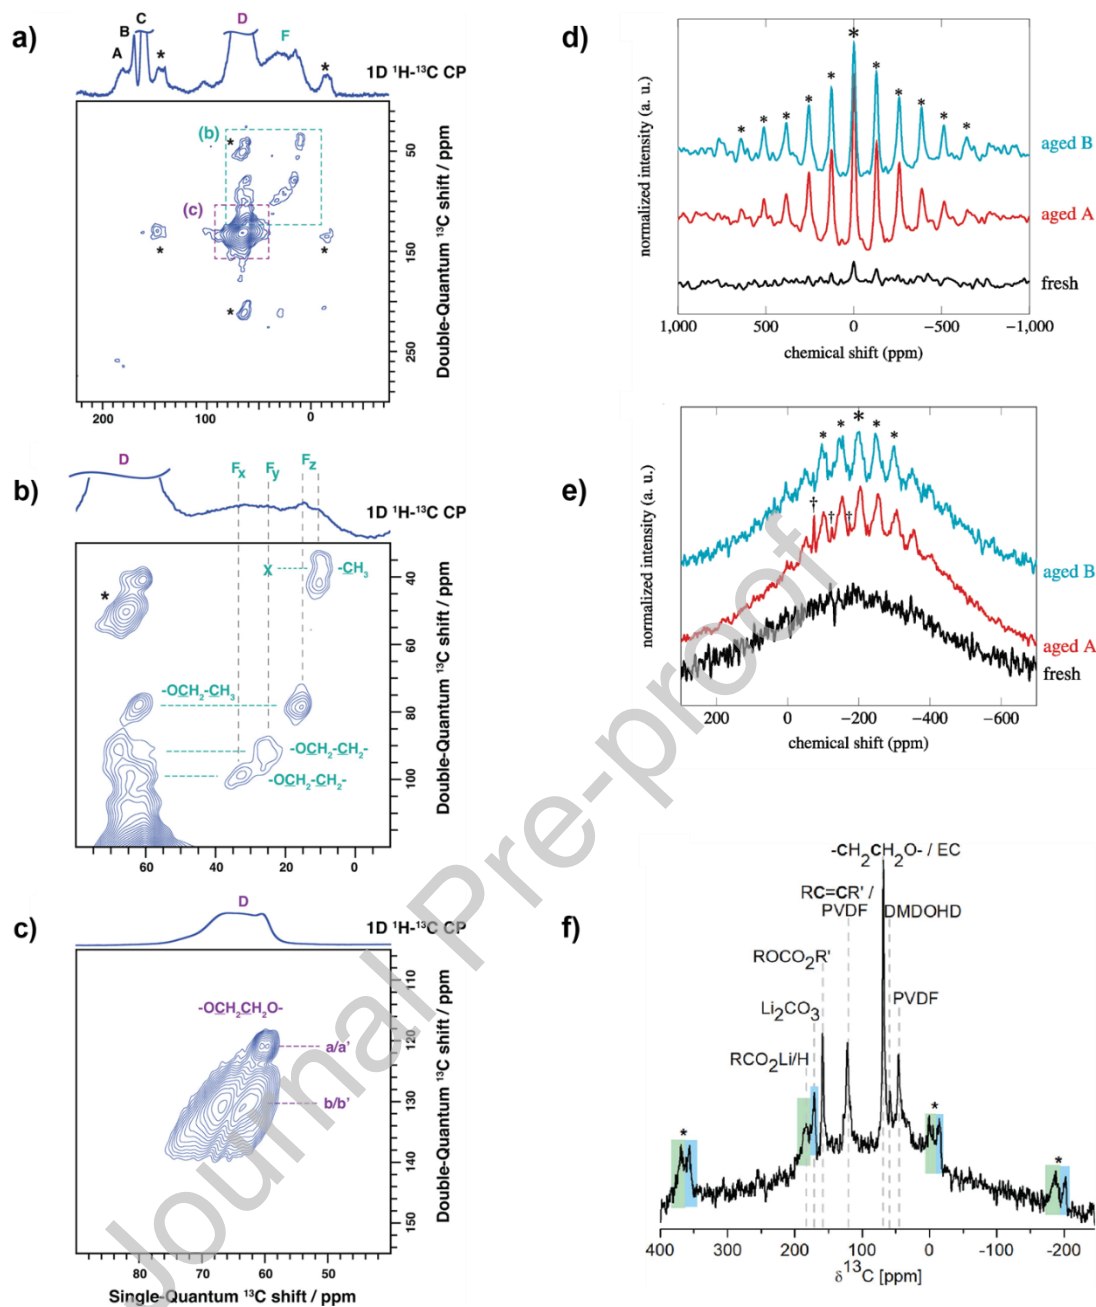 a)
A
B
C
*
D
F
*
1D ¹H-¹³C CP
(b)
*
(c)
*
*
*
50
150
250
Double-Quantum ¹³C shift / ppm
200
100
0
b)
D
Fx
Fy
Fz
1D ¹H-¹³C CP
*
X
-CH₃
-OCH₂-CH₃
-OCH₂-CH₂-
-OCH₂-CH₂-
40
60
80
100
Double-Quantum ¹³C shift / ppm
60
40
20
0
c)
D
1D ¹H-¹³C CP
-OCH₂CH₂O-
a/a'
b/b'
110
120
130
140
150
Double-Quantum ¹³C shift / ppm
80
70
60
50
40
Single-Quantum ¹³C shift / ppm
d)
normalized intensity (a. u.)
* * * * * * * * * * *
aged B
aged A
fresh
1,000
500
0
−500
−1,000
chemical shift (ppm)
e)
normalized intensity (a. u.)
* * * * *
† † †
aged B
aged A
fresh
200
0
−200
−400
−600
chemical shift (ppm)
f)
-CH₂CH₂O- / EC
RC=CR' /
PVDF
DMDOHD
ROCO₂R'
PVDF
Li₂CO₃
RCO₂Li/H
*
*
*
400
300
200
100
0
-100
-200
δ¹³C [ppm]
Journal Pre-proof